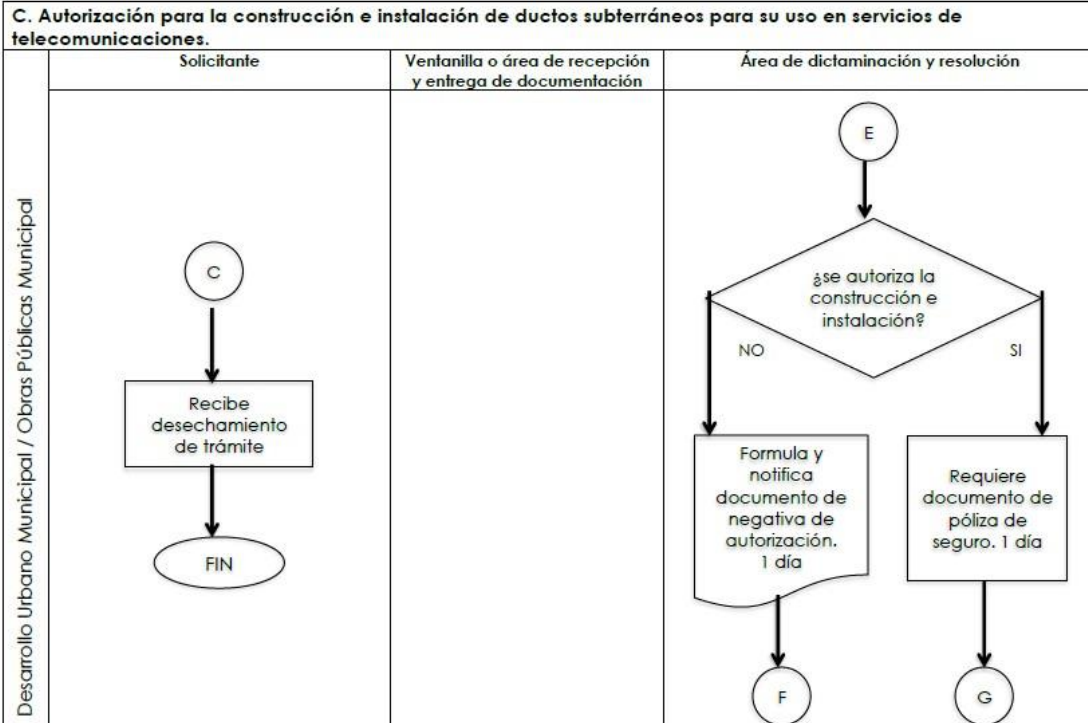 C. Autorización para la construcción e instalación de ductos subterráneos para su uso en servicios de
telecomunicaciones.
Solicitante
Ventanilla o área de recepción
y entrega de documentación
Área de dictaminación y resolución
Desarrollo Urbano Municipal / Obras Públicas Municipal
C
Recibe
desechamiento
de trámite
FIN
E
¿se autoriza la
construcción e
instalación?
NO
SI
Formula y
notifica
documento de
negativa de
autorización.
1 día
Requiere
documento de
póliza de
seguro. 1 día
F
G